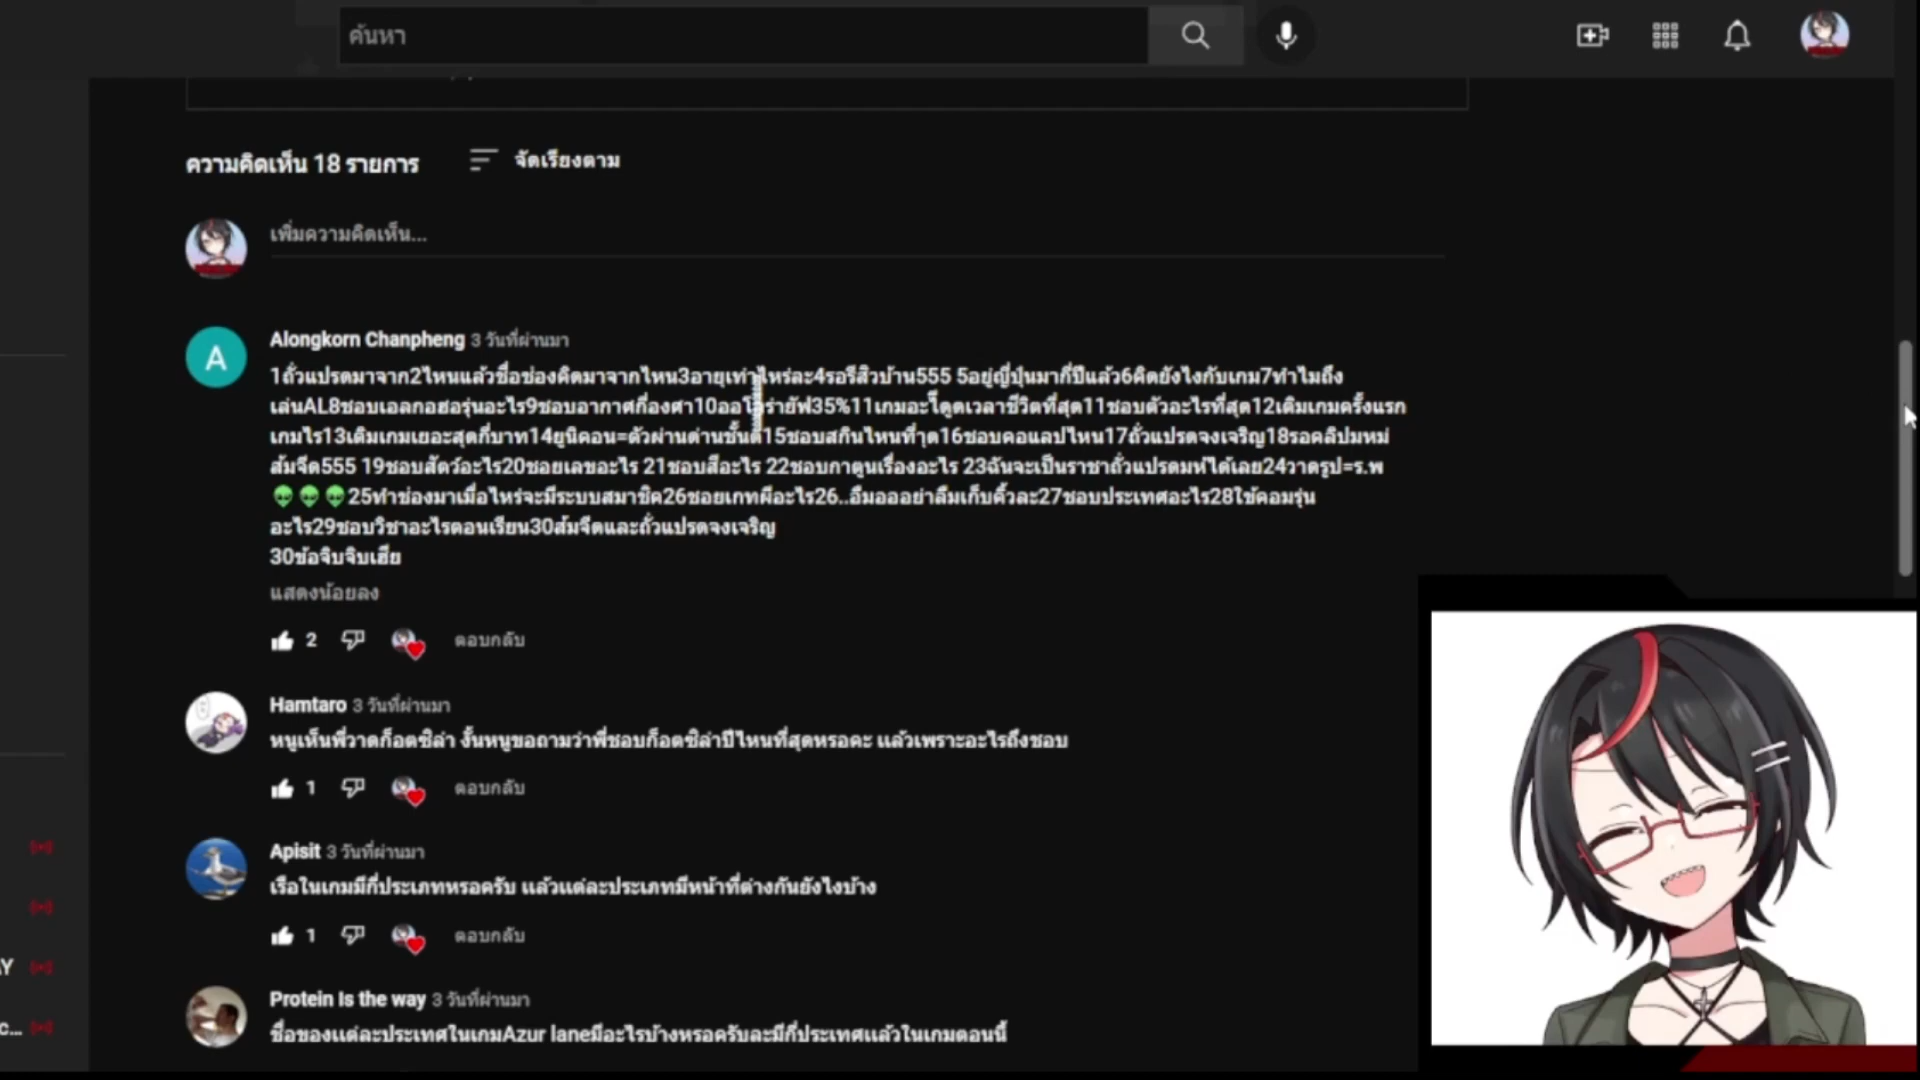 ค้นหา
ความคิดเห็น 18 รายการ
จัดเรียงตาม
เพิ่มความคิดเห็น...
Alongkorn Chanpheng 3 วันที่ผ่านมา
1ถั่วแปรตมาจาก2ไหนแล้วชื่อช่องคิดมาจากไหน3อายุเท่าไหร่ละ4รอรีสิวบ้าน555 5อยู่ญี่ปุ่นมากี่ปีแล้ว6คิดยังไงกับเกม7ทำไมถึง
เล่นAL8ชอบเอลกอฮอรุ่นอะไร9ชอบอากาศกี่องศา10ออโอร่ายัฟ35%11เกมอะไรดูดเวลาชีวิตที่สุด11ชอบตัวอะไรที่สุด12เติมเกมครั้งแรก
เกมไร13เติมเกมเยอะสุดกี่บาท14ยูนิคอน=ตัวผ่านด่านขั้นต่ำ15ชอบสกินไหนที่าุด16ชอบคอแลปไหน17ถั่วแปรตจงเจริญ18รอคลิปมหม่
ส้มจี๊ด555 19ชอบสัตว์อะไร20ชอยเลขอะไร 21ชอบสีอะไร 22ชอบกาตูนเรื่องอะไร 23ฉันจะเป็นราชาถั่วแปรตมห์ได้เลย24วาดรูป=ร.พ
👽👽👽25ทำช่องมาเมื่อไหร่จะมีระบบสมาชิค26ชอยเกทผีอะไร26..อืมอออย่าลืมเก็บคิ้วละ27ชอบประเทศอะไร28ใช้คอมรุ่น
อะไร29ชอบวิชาอะไรตอนเรียน30ส้มจี๊ดและถั่วแปรตจงเจริญ
30ข้อจิบจิบเฮีย
แสดงน้อยลง
2 ตอบกลับ
Hamtaro 3 วันที่ผ่านมา
หนูเห็นพี่วาดก็อตซิล่า งั้นหนูขอถามว่าพี่ชอบก็อตซิล่าปีไหนที่สุดหรอคะ แล้วเพราะอะไรถึงชอบ
1 ตอบกลับ
Apisit 3 วันที่ผ่านมา
เรือในเกมมีกี่ประเภทหรอครับ แล้วแต่ละประเภทมีหน้าที่ต่างกันยังไงบ้าง
1 ตอบกลับ
Protein Is the way 3 วันที่ผ่านมา
ชื่อของแต่ละประเทศในเกมAzur laneมีอะไรบ้างหรอครับละมีกี่ประเทศแล้วในเกมตอนนี้